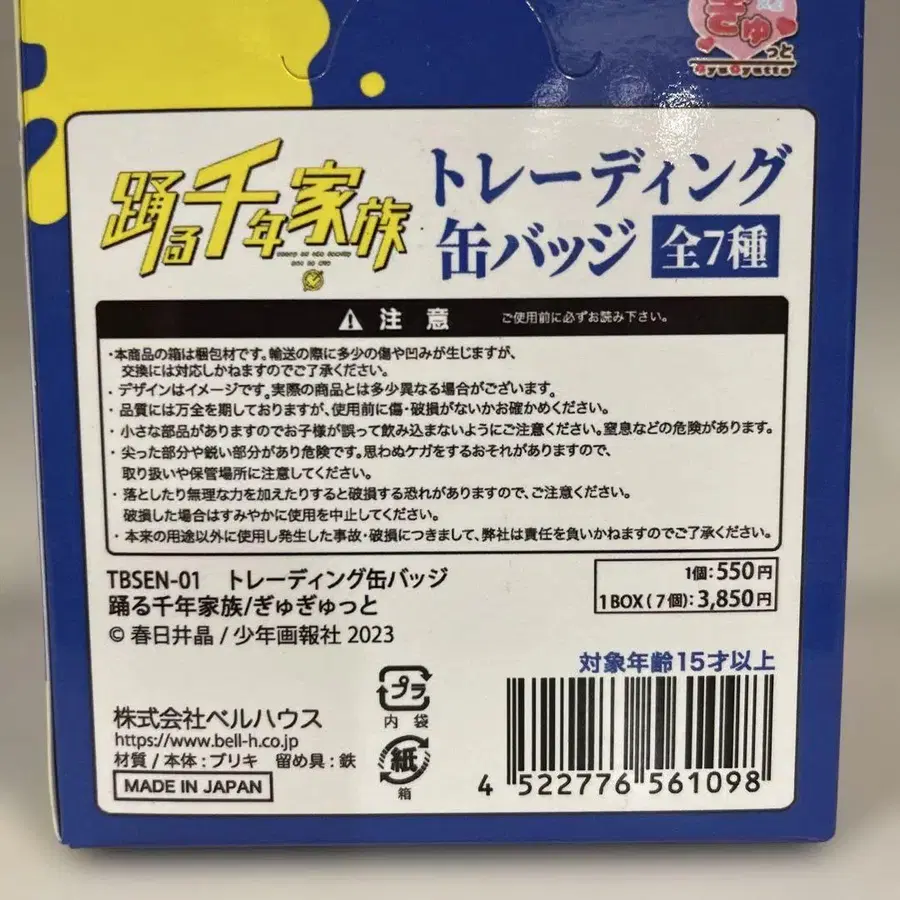 ぎゅ
っと
GyuGyutto
踊る千年家族
トレーディング
缶バッジ 全7種
注意 ご使用前に必ずお読み下さい。
・本商品の箱は梱包材です。輸送の際に多少の傷や凹みが生じますが、
交換には対応しかねますのでご了承ください。
・デザインはイメージです。実際の商品とは多少異なる場合がございます。
・品質には万全を期しておりますが、使用前に傷・破損がないかお確かめください。
・小さな部品がありますのでお子様が誤って飲み込まないようにご注意ください。窒息などの危険があります。
・尖った部分や鋭い部分があり危険です。思わぬケガをするおそれがありますので、
取り扱いや保管場所に注意してください。
・落としたり無理な力を加えたりすると破損する恐れがありますので、ご注意ください。
破損した場合はすみやかに使用を中止してください。
・本来の用途以外に使用し発生した事故・破損につきまして、弊社は責任を負いかねますのでご了承ください。
TBSEN-01 トレーディング缶バッジ
踊る千年家族/ぎゅぎゅっと
© 春日井晶 / 少年画報社 2023
1個:550円
1BOX(7個):3,850円
対象年齢15才以上
株式会社ベルハウス
https://www.bell-h.co.jp
材質/本体:ブリキ 留め具:鉄
MADE IN JAPAN
プラ
内袋
紙
箱
4 522776 561098